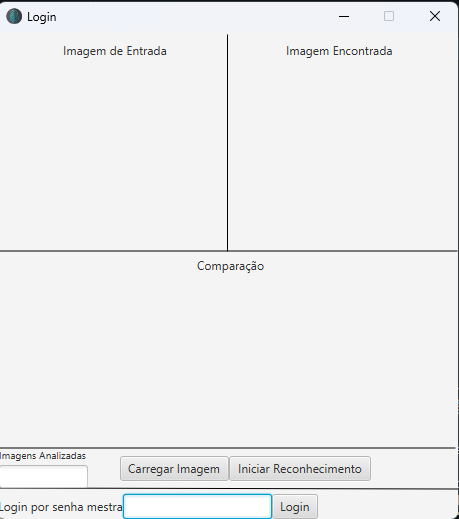 Login
Imagem de Entrada
Imagem Encontrada
Comparação
Imagens Analizadas
Carregar Imagem
Iniciar Reconhecimento
Login por senha mestra
Login